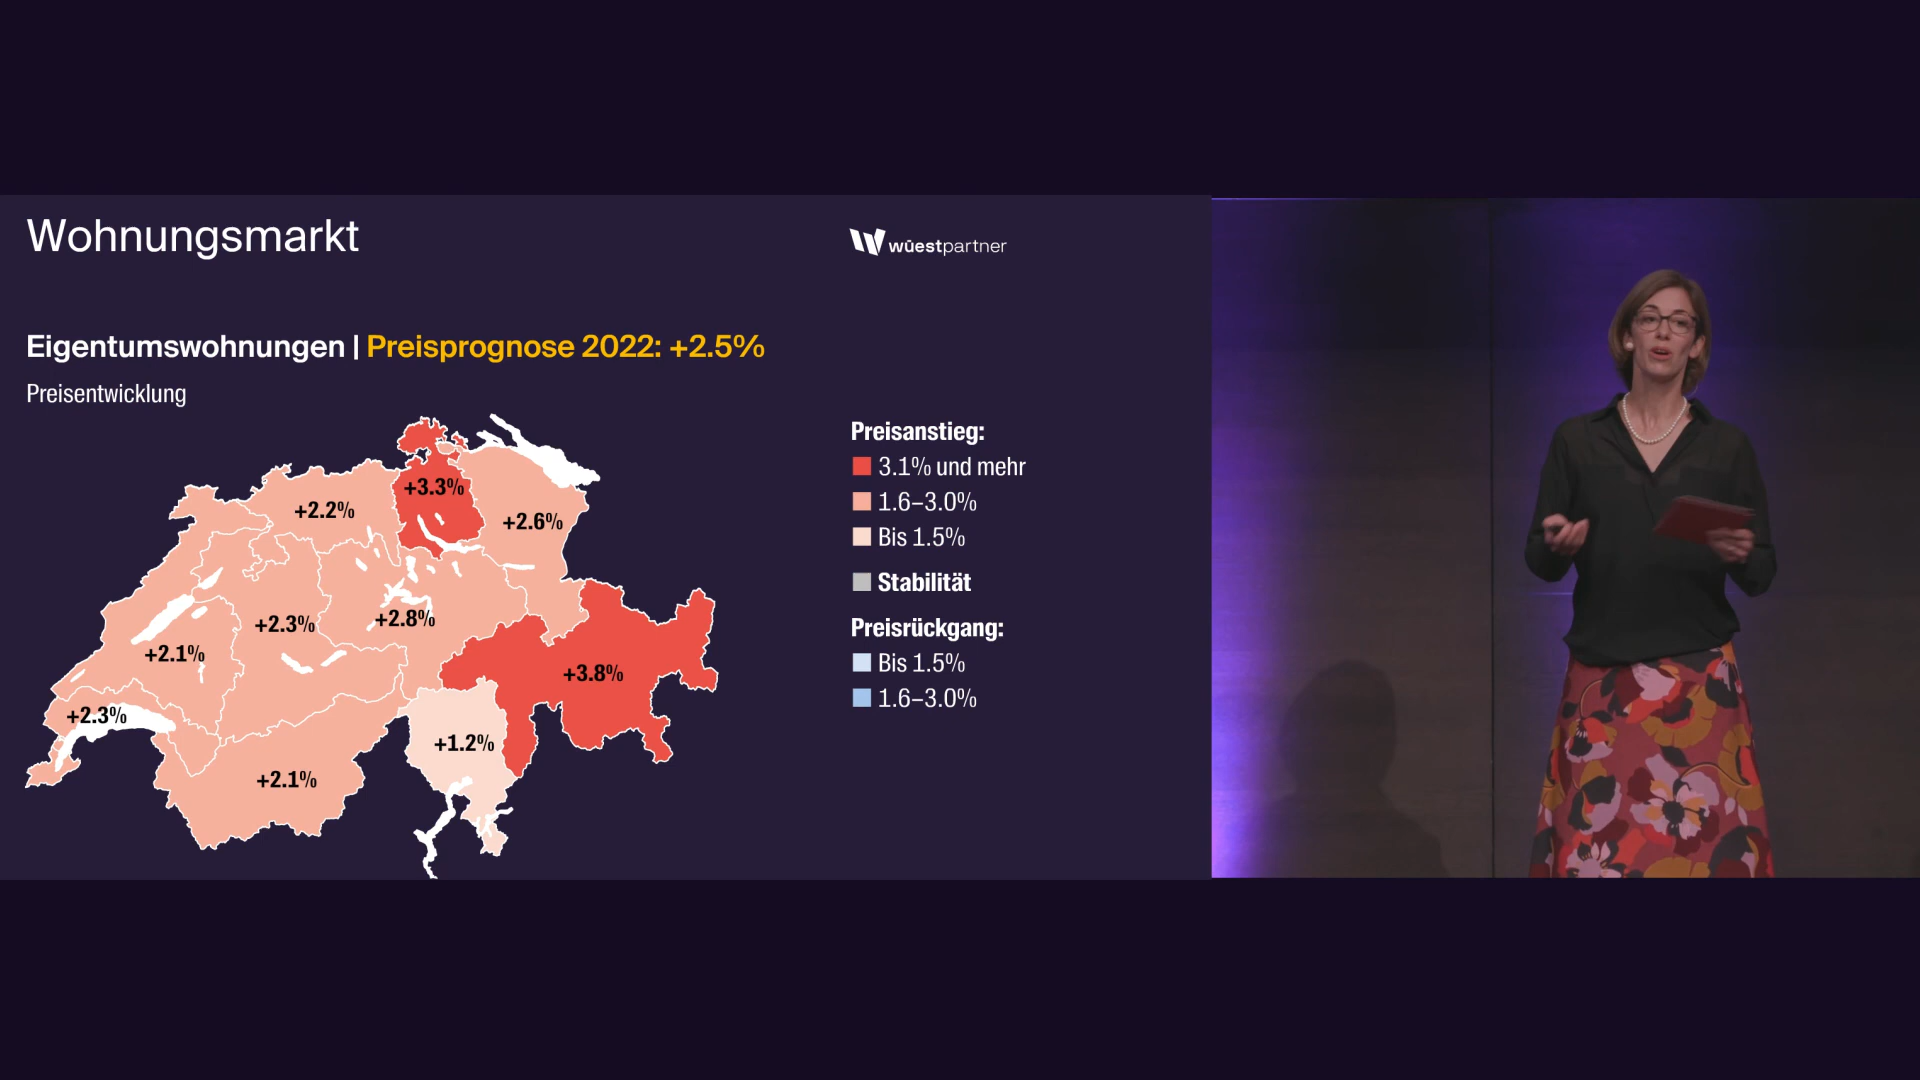 Wohnungsmarkt
wüestpartner
Eigentumswohnungen | Preisprognose 2022: +2.5%
Preisentwicklung
+3.3%
+2.2%
+2.6%
+2.3%
+2.8%
+2.1%
+3.8%
+2.3%
+1.2%
+2.1%
Preisanstieg:
3.1% und mehr
1.6–3.0%
Bis 1.5%
Stabilität
Preisrückgang:
Bis 1.5%
1.6–3.0%